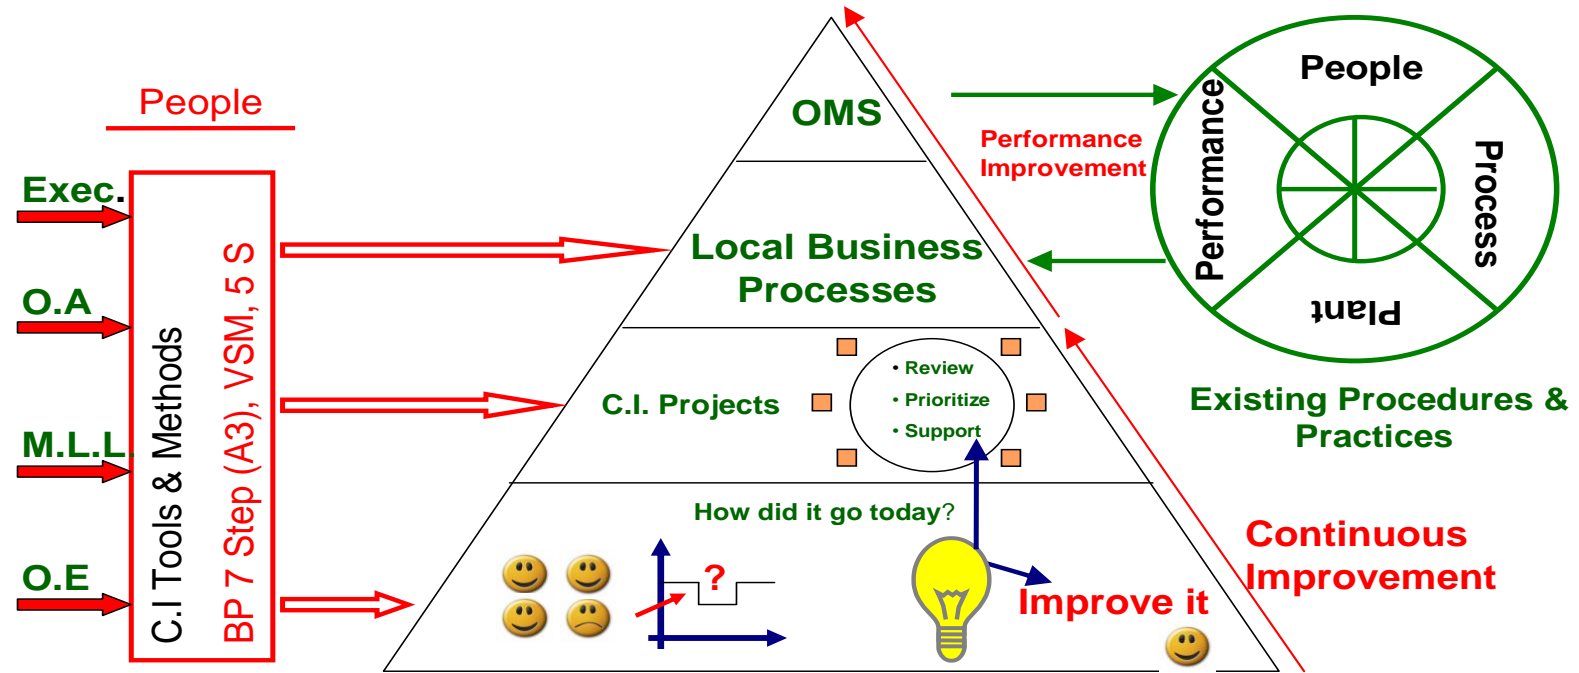 People
Exec.
O.A
M.L.L.
O.E
C.I Tools & Methods
BP 7 Step (A3), VSM, 5 S
OMS
Local Business
Processes
C.I. Projects
• Review
• Prioritize
• Support
How did it go today?
?
Improve it
Performance
Improvement
Continuous
Improvement
People
Process
Plant
Performance
Existing Procedures &
Practices